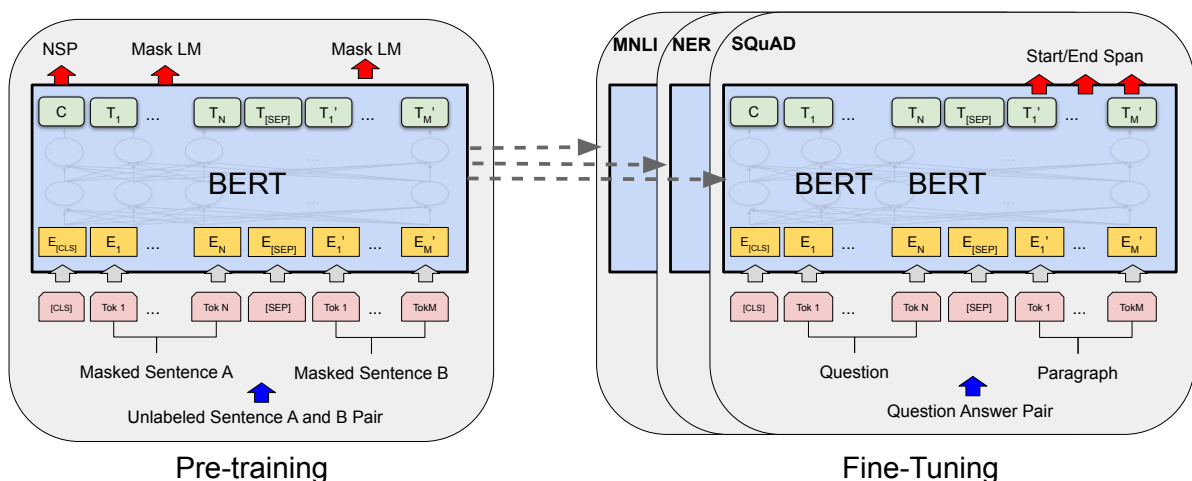 NSP Mask LM Mask LM
C T1 ... TN T[SEP] T1' ... TM'
...
BERT
...
E[CLS] E1 ... EN E[SEP] E1' ... EM'
[CLS] Tok 1 ... Tok N [SEP] Tok 1 ... TokM
Masked Sentence A Masked Sentence B
Unlabeled Sentence A and B Pair
Pre-training
MNLI NER SQuAD
Start/End Span
C T1 ... TN T[SEP] T1' ... TM'
...
BERT BERT
...
E[CLS] E1 ... EN E[SEP] E1' ... EM'
[CLS] Tok 1 ... Tok N [SEP] Tok 1 ... TokM
Question Paragraph
Question Answer Pair
Fine-Tuning